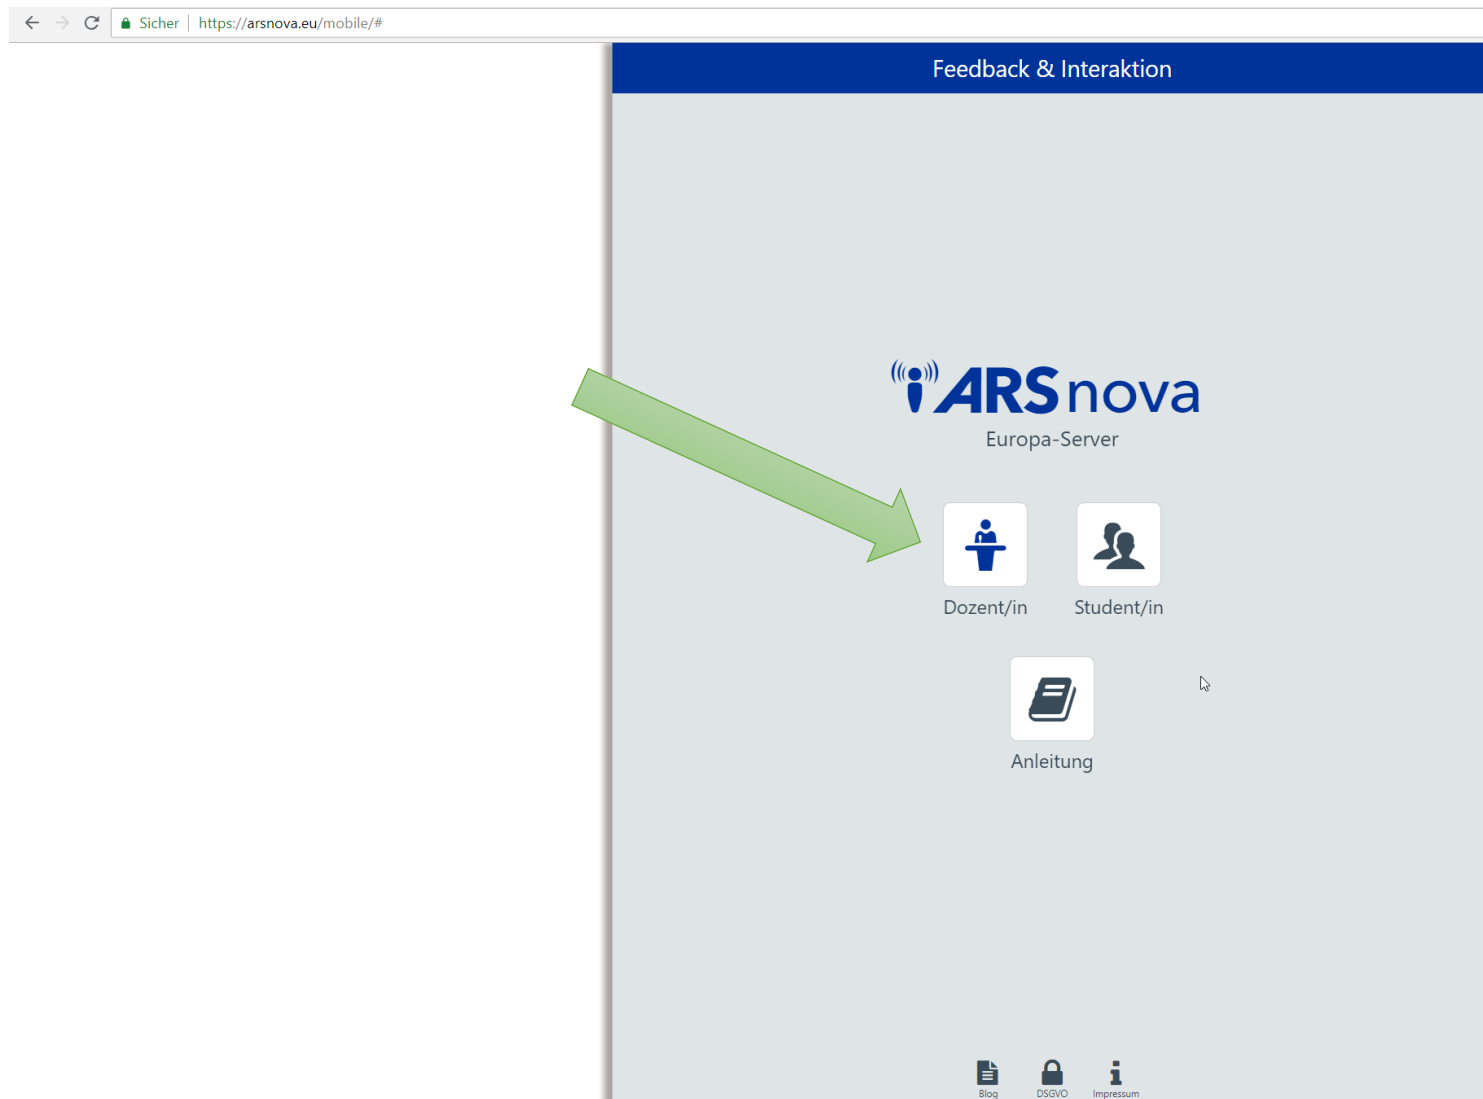 Sicher https://arsnova.eu/mobile/#
Feedback & Interaktion
ARSnova
Europa-Server
Dozent/in Student/in
Anleitung
Blog DSGVO Impressum